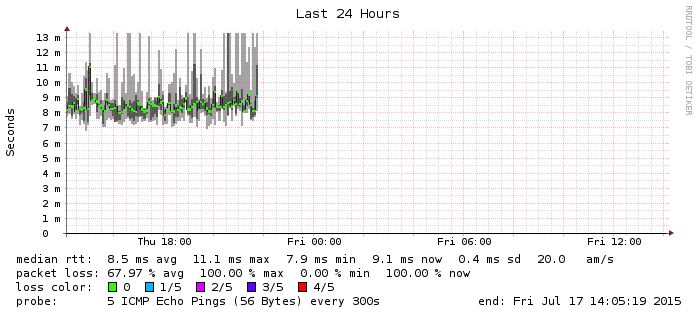 Last 24 Hours
RRDTOOL / TOBI OETIKER
Seconds
13 m
12 m
11 m
10 m
9 m
8 m
7 m
6 m
5 m
4 m
3 m
2 m
1 m
0
Thu 18:00 Fri 00:00 Fri 06:00 Fri 12:00
median rtt: 8.5 ms avg 11.1 ms max 7.9 ms min 9.1 ms now 0.4 ms sd 20.0 am/s
packet loss: 67.97 % avg 100.00 % max 0.00 % min 100.00 % now
loss color: 0 1/5 2/5 3/5 4/5
probe: 5 ICMP Echo Pings (56 Bytes) every 300s end: Fri Jul 17 14:05:19 2015